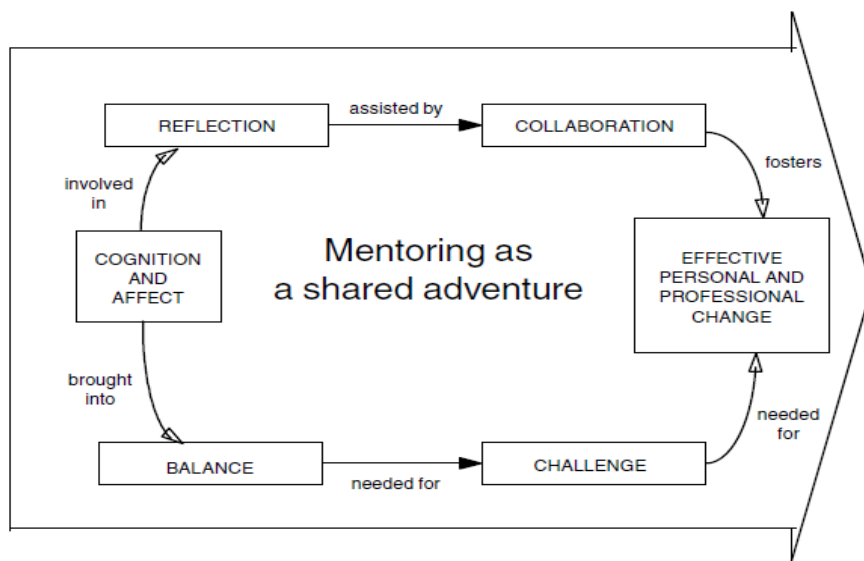 REFLECTION
assisted by
COLLABORATION
involved
in
fosters
COGNITION
AND
AFFECT
Mentoring as
a shared adventure
EFFECTIVE
PERSONAL AND
PROFESSIONAL
CHANGE
brought
into
needed
for
BALANCE
needed for
CHALLENGE